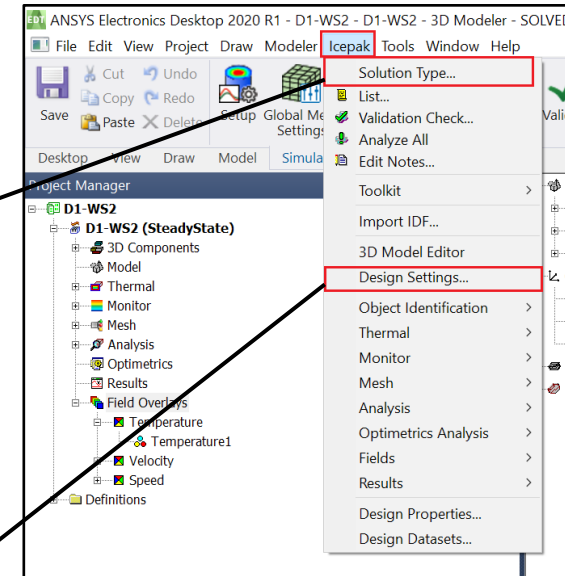 EDT ANSYS Electronics Desktop 2020 R1 - D1-WS2 - D1-WS2 - 3D Modeler - SOLVED
File Edit View Project Draw Modeler Icepak Tools Window Help
Save
Cut Undo
Copy Redo
Paste Delete
Setup Global Me
Settings
Vali
Desktop View Draw Model Simula
Project Manager
D1-WS2
D1-WS2 (SteadyState)
3D Components
Model
Thermal
Monitor
Mesh
Analysis
Optimetrics
Results
Field Overlays
Temperature
Temperature1
Velocity
Speed
Definitions
Solution Type...
List...
Validation Check...
Analyze All
Edit Notes...
Toolkit
Import IDF...
3D Model Editor
Design Settings...
Object Identification
Thermal
Monitor
Mesh
Analysis
Optimetrics Analysis
Fields
Results
Design Properties...
Design Datasets...